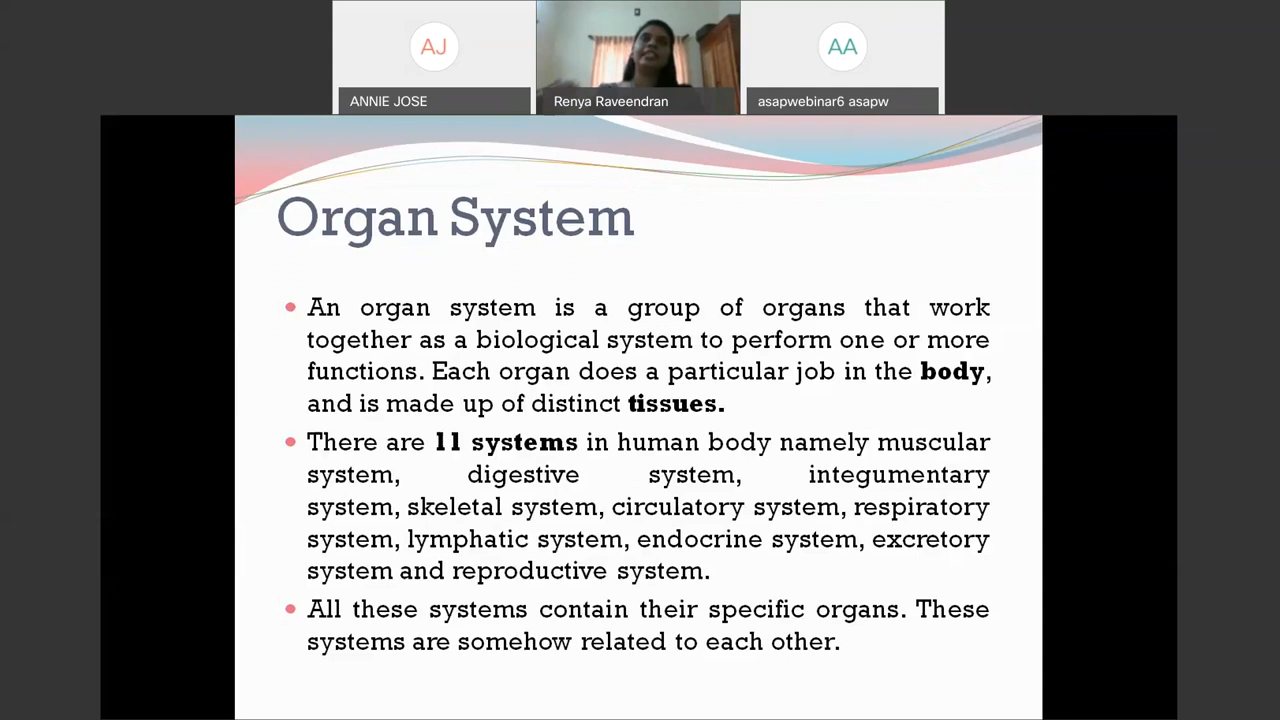 AJ
AA
ANNIE JOSE
Renya Raveendran
asapwebinar6 asapw
Organ System
• An organ system is a group of organs that work
together as a biological system to perform one or more
functions. Each organ does a particular job in the body,
and is made up of distinct tissues.
• There are 11 systems in human body namely muscular
system, digestive system, integumentary
system, skeletal system, circulatory system, respiratory
system, lymphatic system, endocrine system, excretory
system and reproductive system.
• All these systems contain their specific organs. These
systems are somehow related to each other.